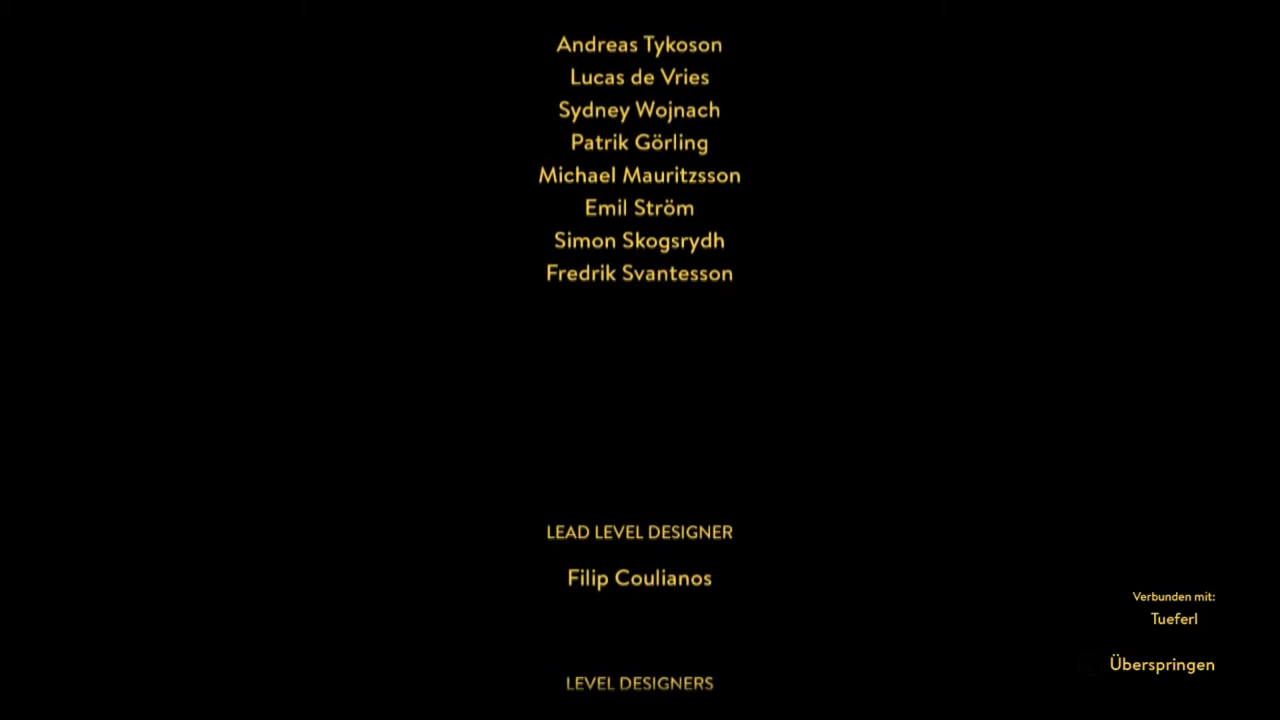 Andreas Tykoson
Lucas de Vries
Sydney Wojnach
Patrik Görling
Michael Mauritzsson
Emil Ström
Simon Skogsrydh
Fredrik Svantesson
LEAD LEVEL DESIGNER
Filip Coulianos
Verbunden mit:
Tueferl
Überspringen
LEVEL DESIGNERS